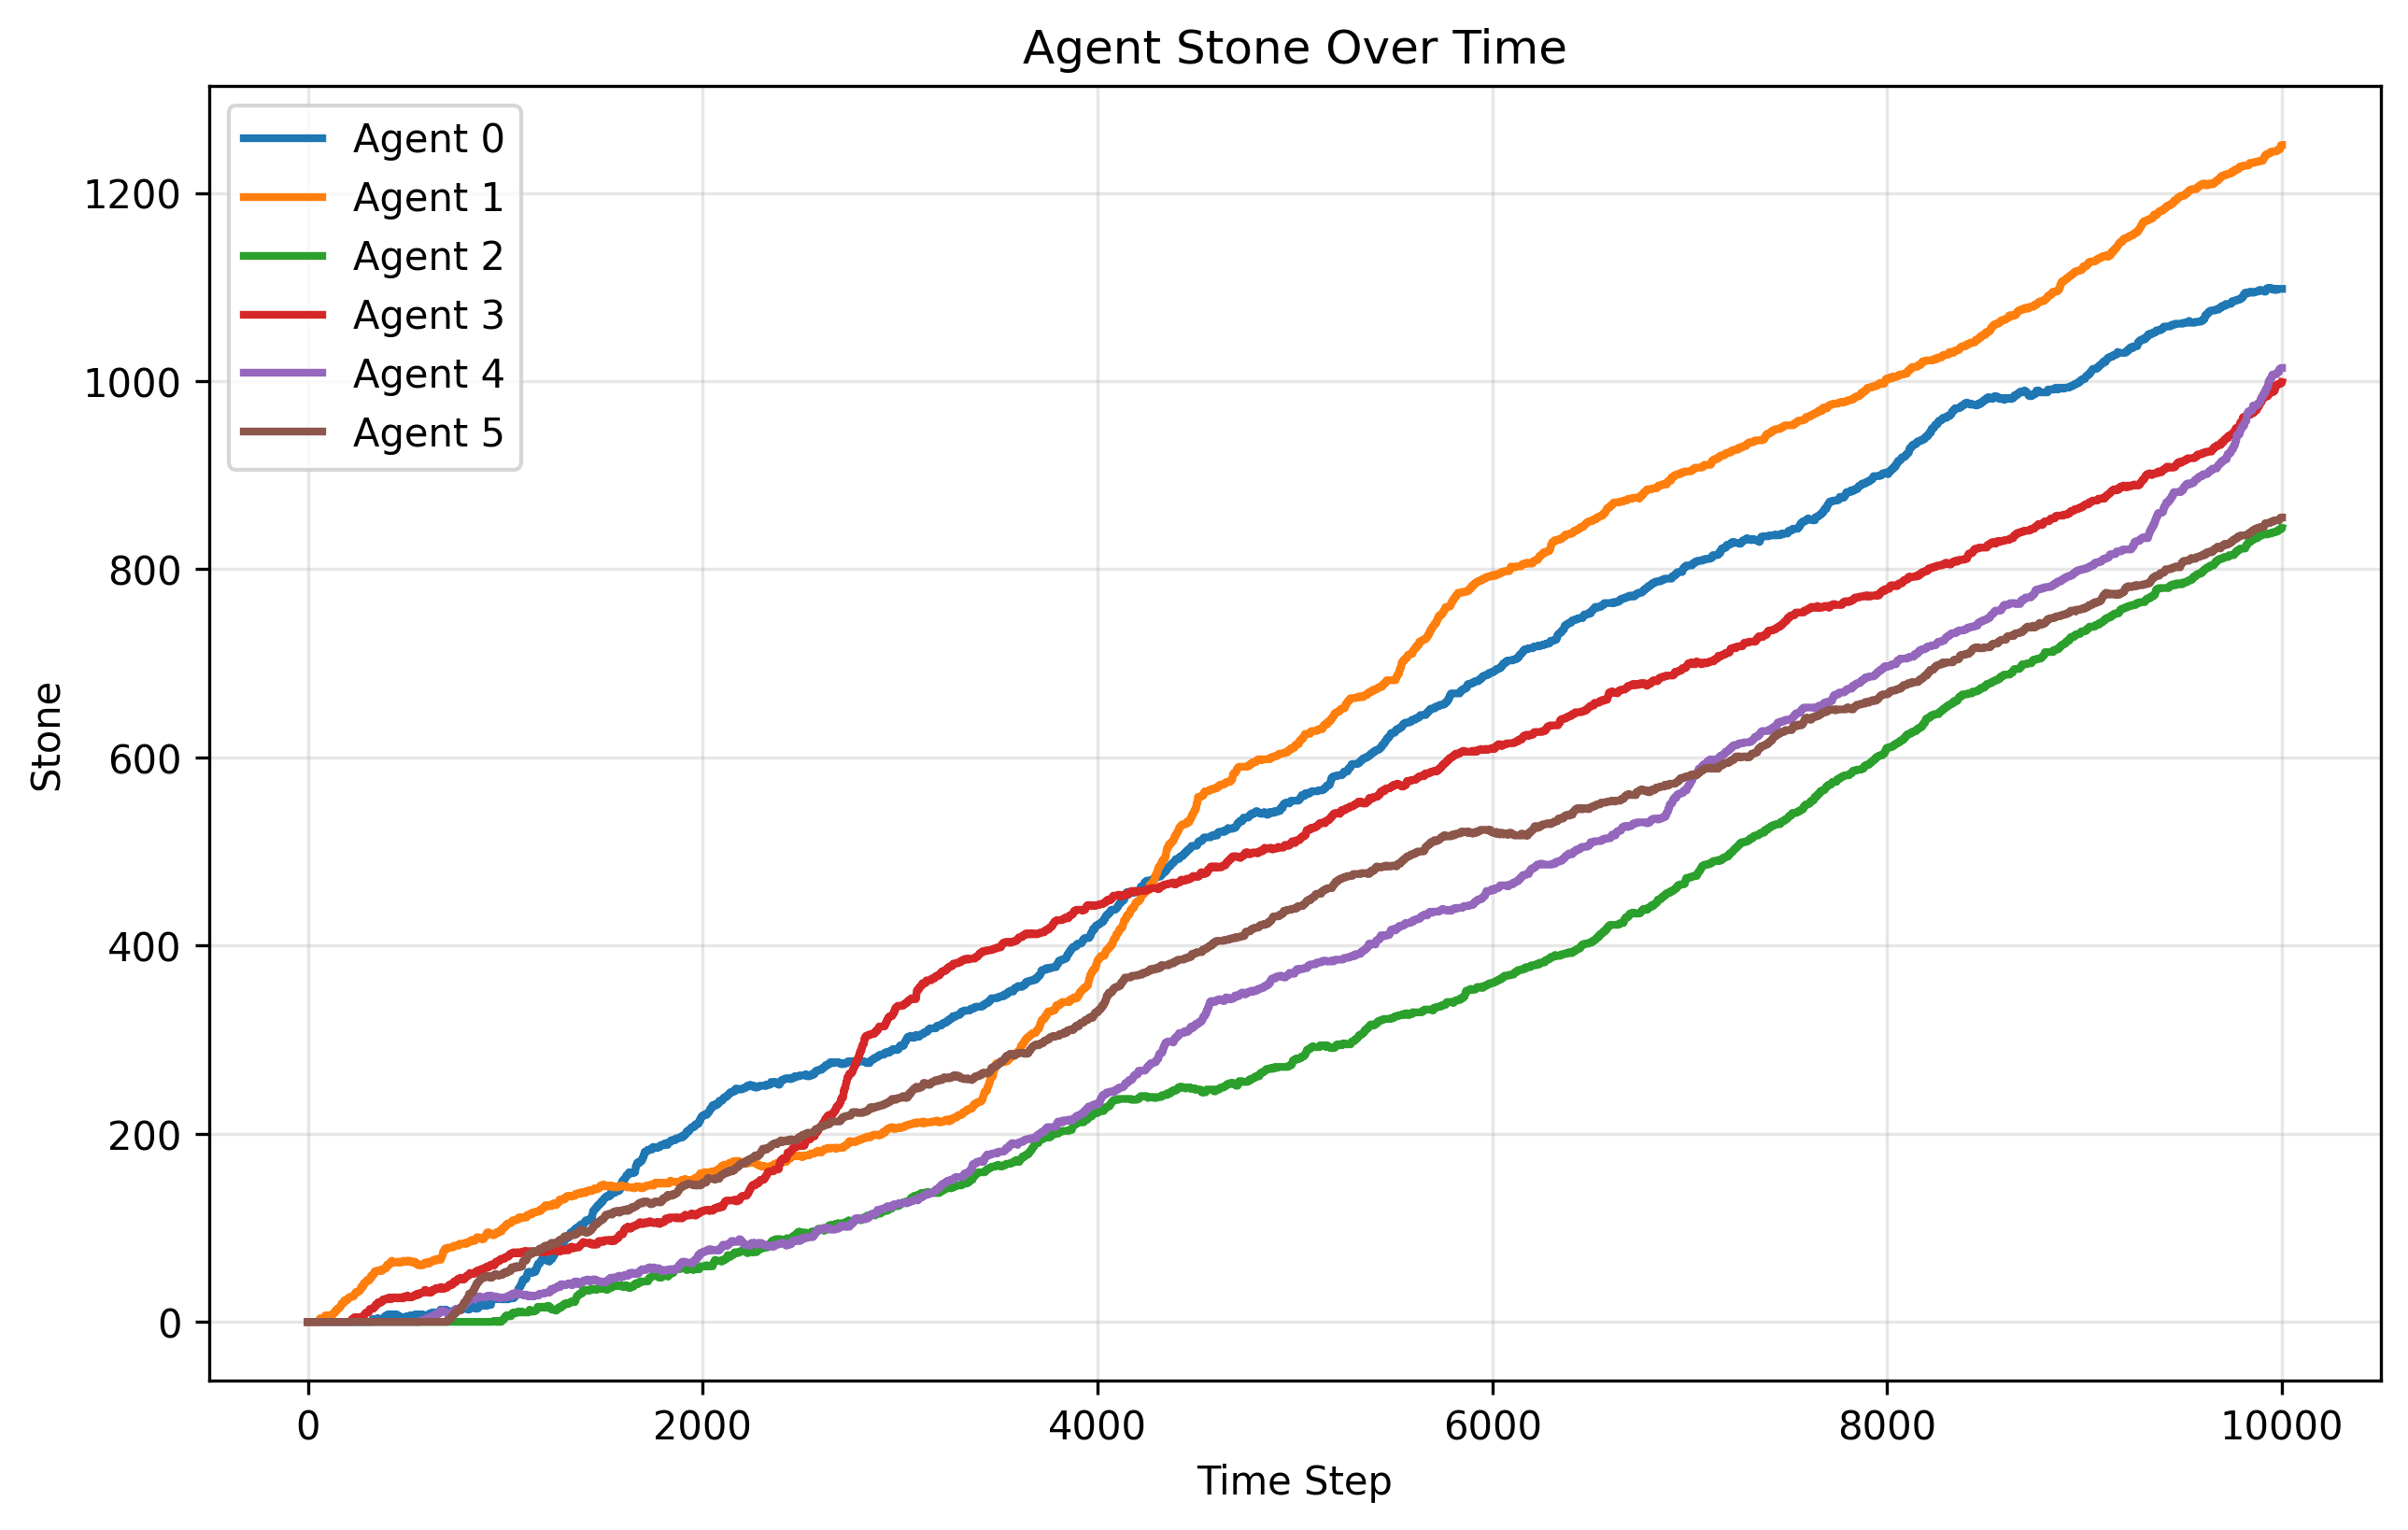 Agent Stone Over Time
Agent 0
Agent 1
Agent 2
Agent 3
Agent 4
Agent 5
1200
1000
800
600
400
200
0
Stone
0 2000 4000 6000 8000 10000
Time Step